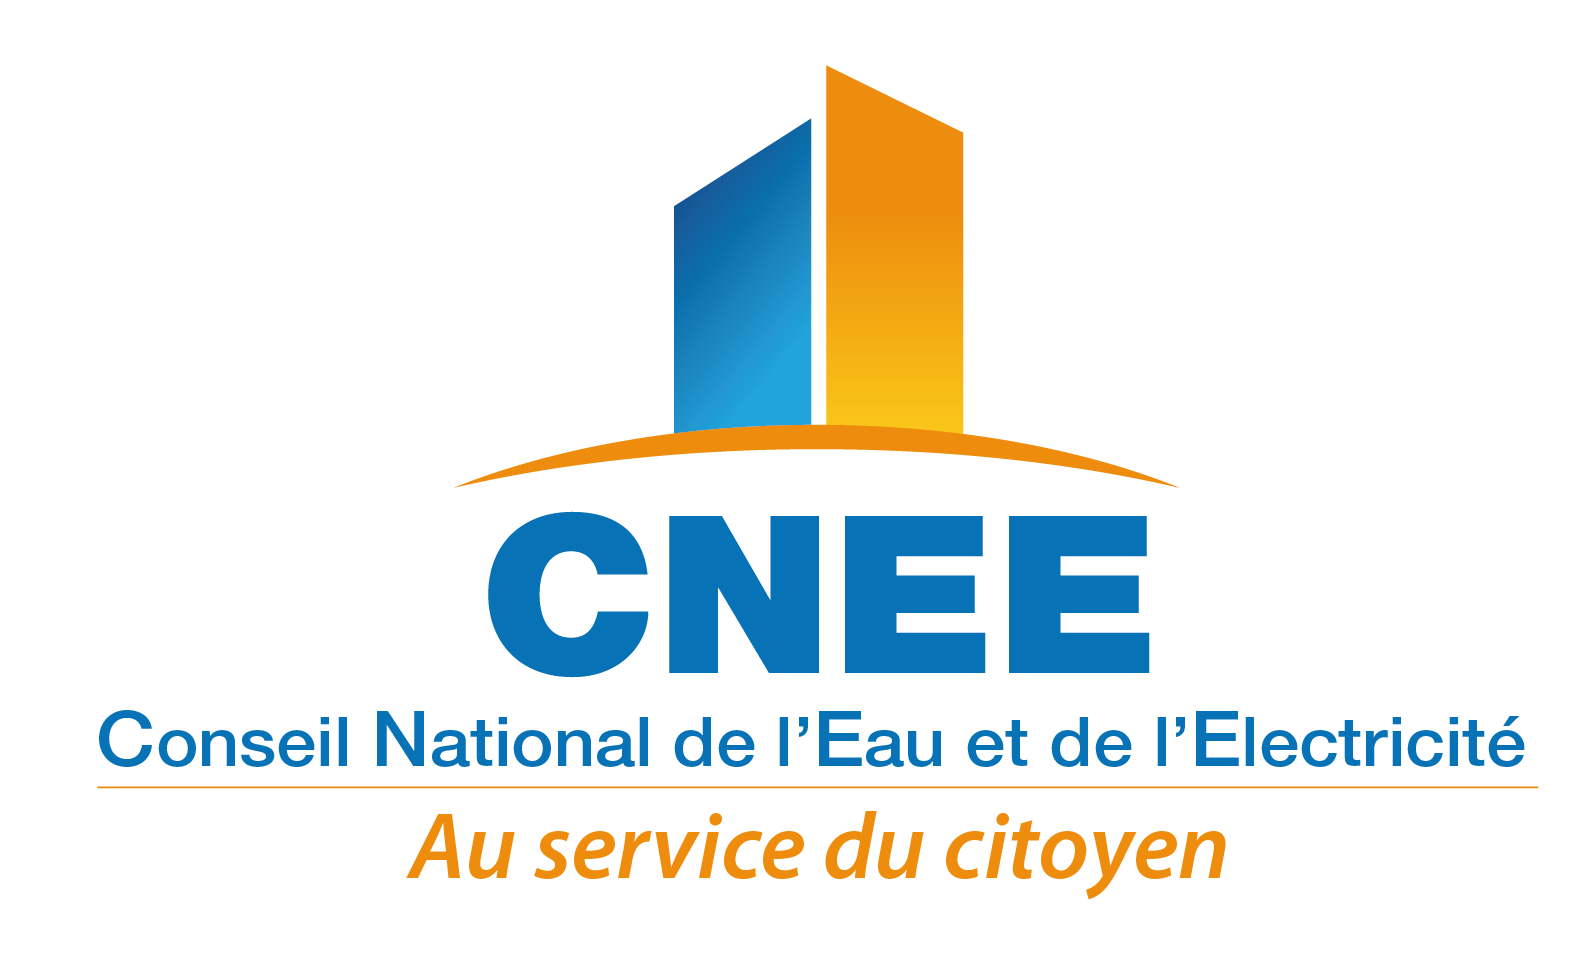 CNEE
Conseil National de l’Eau et de l’Electricité
Au service du citoyen